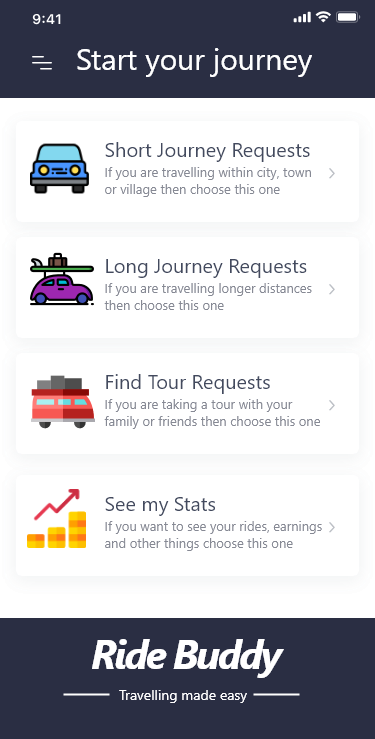 9:41
Start your journey
Short Journey Requests
If you are travelling within city, town
or village then choose this one
Long Journey Requests
If you are travelling longer distances
then choose this one
Find Tour Requests
If you are taking a tour with your
family or friends then choose this one
See my Stats
If you want to see your rides, earnings
and other things choose this one
Ride Buddy
Travelling made easy